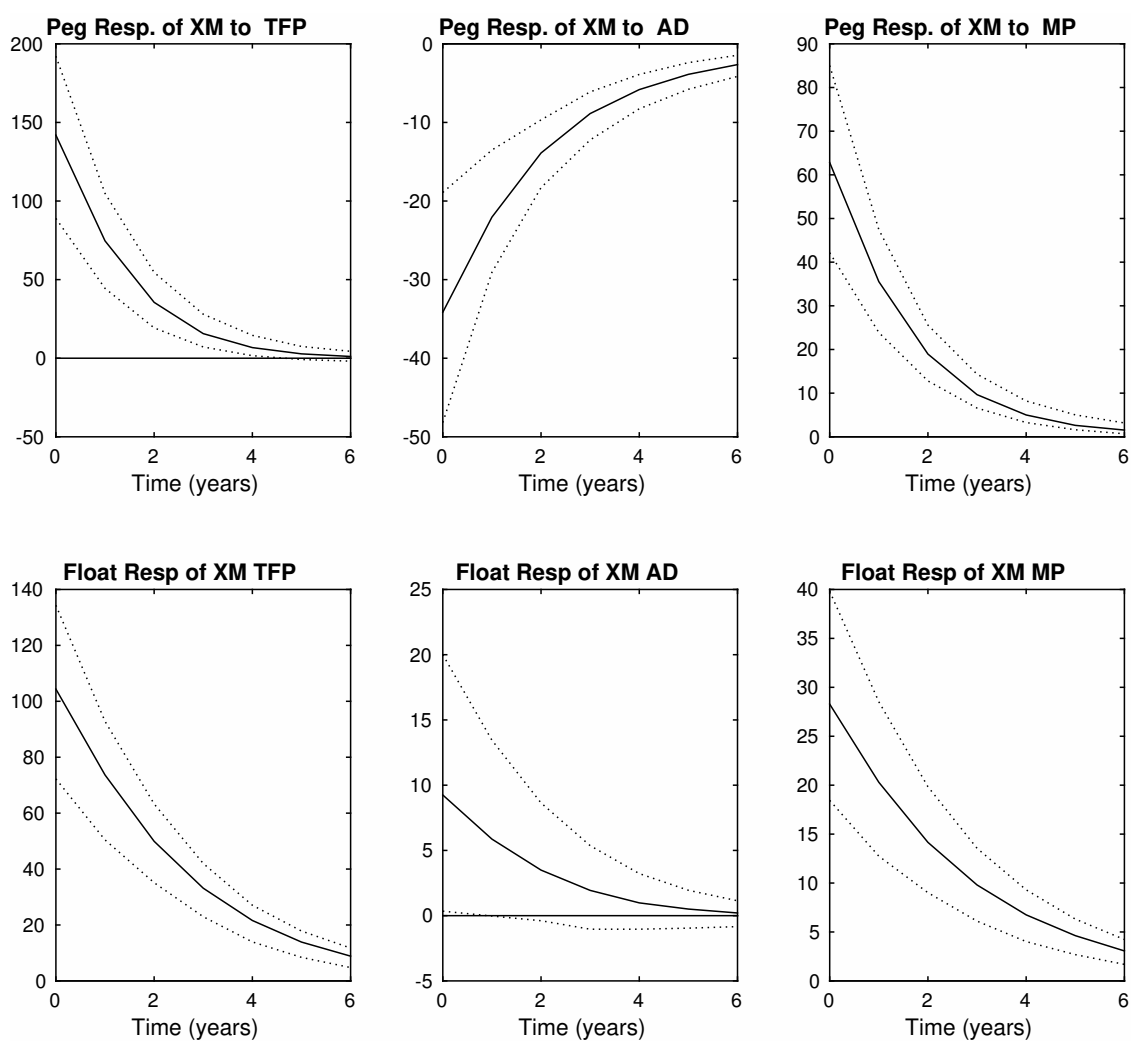 Peg Resp. of XM to TFP
200
150
100
50
0
-50
0 2 4 6
Time (years)
Peg Resp. of XM to AD
0
-10
-20
-30
-40
-50
0 2 4 6
Time (years)
Peg Resp. of XM to MP
90
80
70
60
50
40
30
20
10
0
0 2 4 6
Time (years)
Float Resp of XM TFP
140
120
100
80
60
40
20
0
0 2 4 6
Time (years)
Float Resp of XM AD
25
20
15
10
5
0
-5
0 2 4 6
Time (years)
Float Resp of XM MP
40
35
30
25
20
15
10
5
0
0 2 4 6
Time (years)